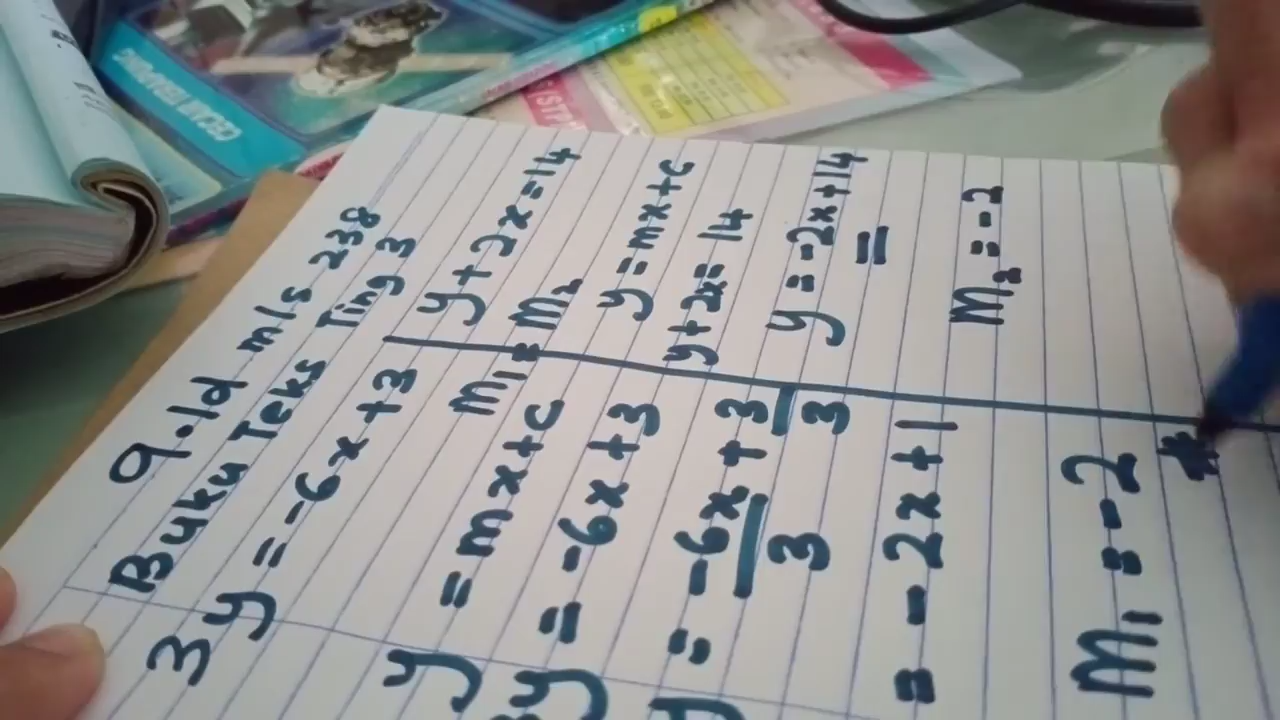 9.1d m/s 238
Buku Teks Ting 3
3y = -6x + 3
y + 2x = 14
m₁ = m₂
y = mx + c
3y = -6x + 3
y = -6x + 3
3 3
= -2x + 1
m₁ = -2
y = mx + c
y + 2x = 14
y = -2x + 14
m₂ = -2